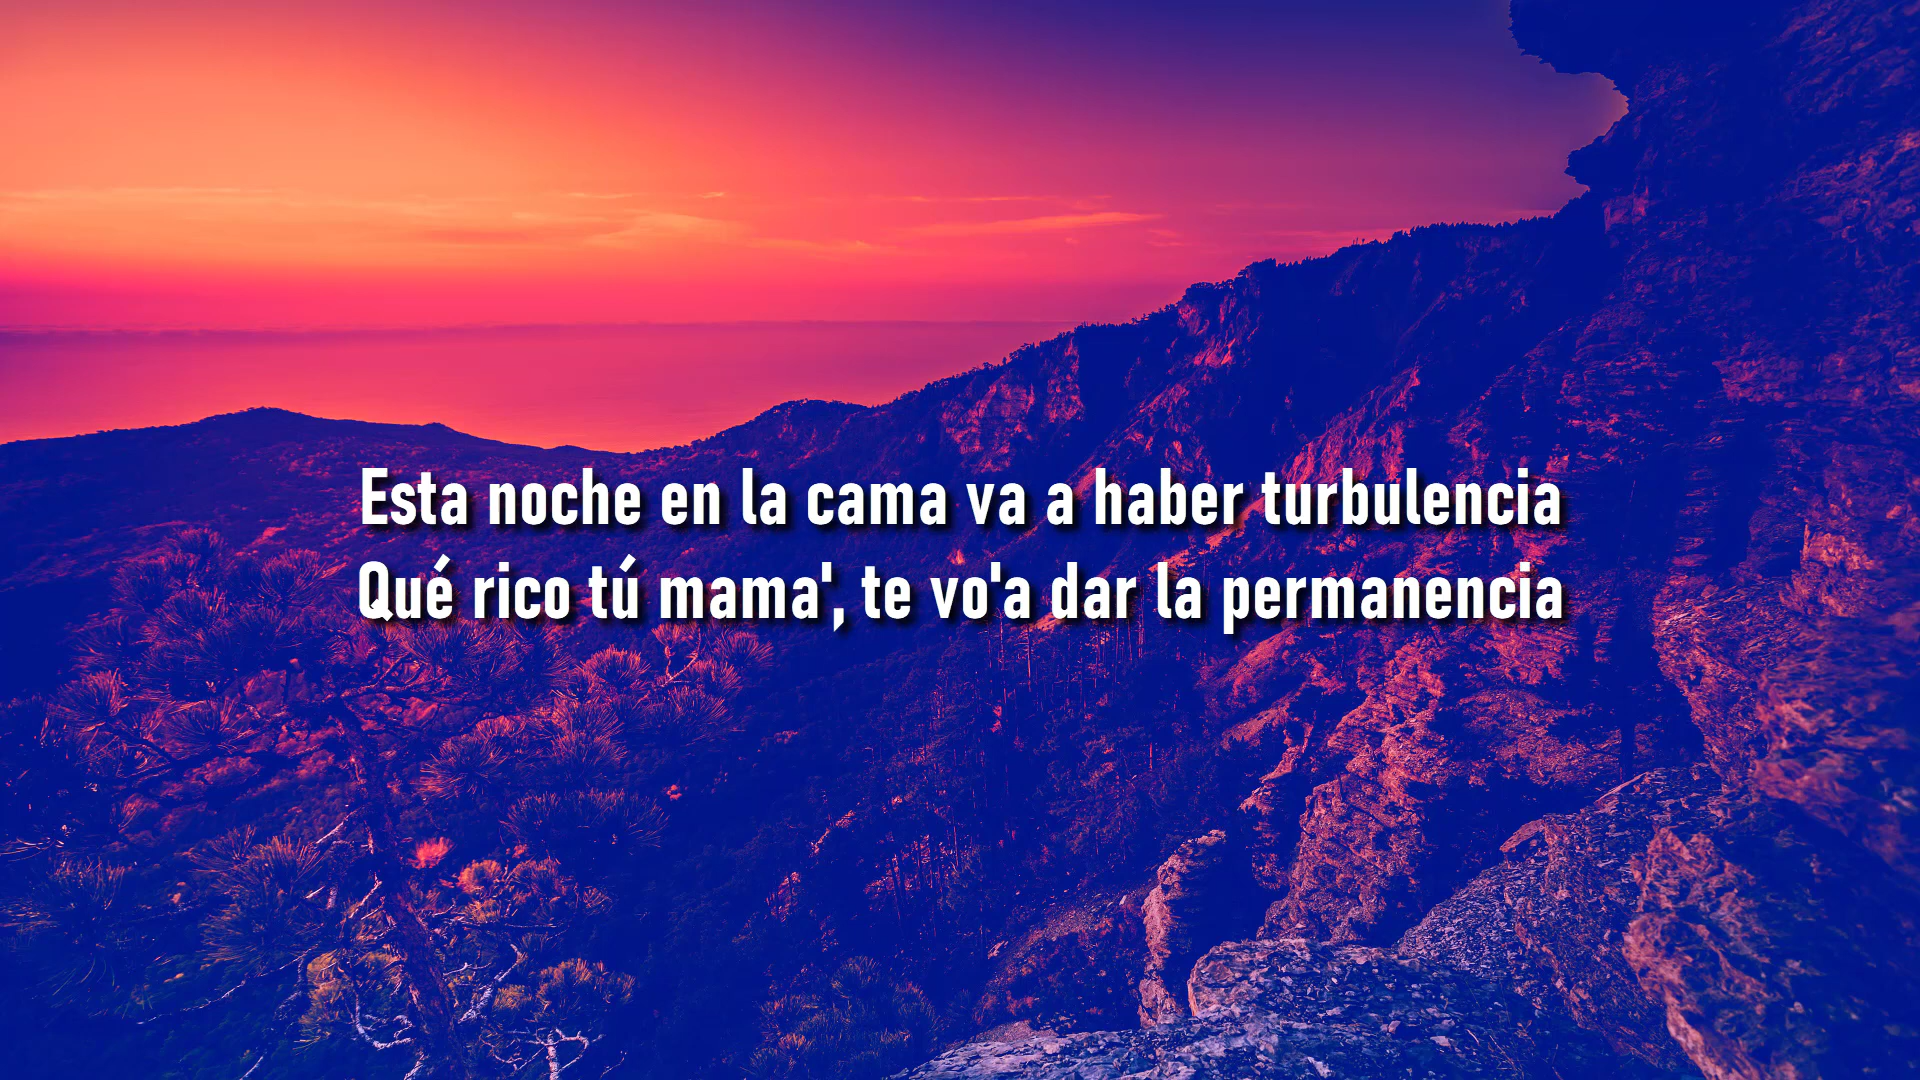 Esta noche en la cama va a haber turbulencia
Qué rico tú mama', te vo'a dar la permanencia